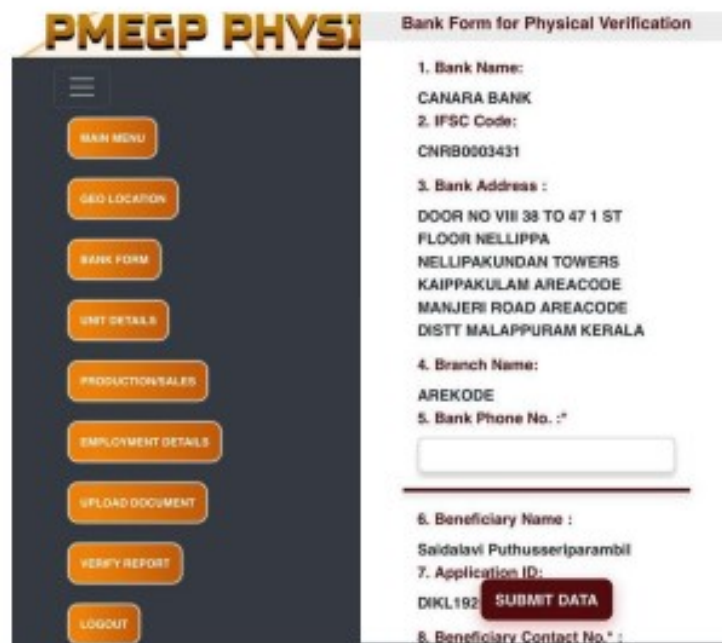 PMEGP PHYSI
MAIN MENU
GEO LOCATION
BANK FORM
UNIT DETAILS
PRODUCTION/SALES
EMPLOYMENT DETAILS
UPLOAD DOCUMENT
VERIFY REPORT
LOGOUT
Bank Form for Physical Verification
1. Bank Name:
CANARA BANK
2. IFSC Code:
CNRB0003431
3. Bank Address :
DOOR NO VIII 38 TO 47 1 ST
FLOOR NELLIPPA
NELLIPAKUNDAN TOWERS
KAIPPAKULAM AREACODE
MANJERI ROAD AREACODE
DISTT MALAPPURAM KERALA
4. Branch Name:
AREKODE
5. Bank Phone No. :*
6. Beneficiary Name :
Saidalavi Puthusseriparambil
7. Application ID:
DIKL192
SUBMIT DATA
8. Beneficiary Contact No.* :